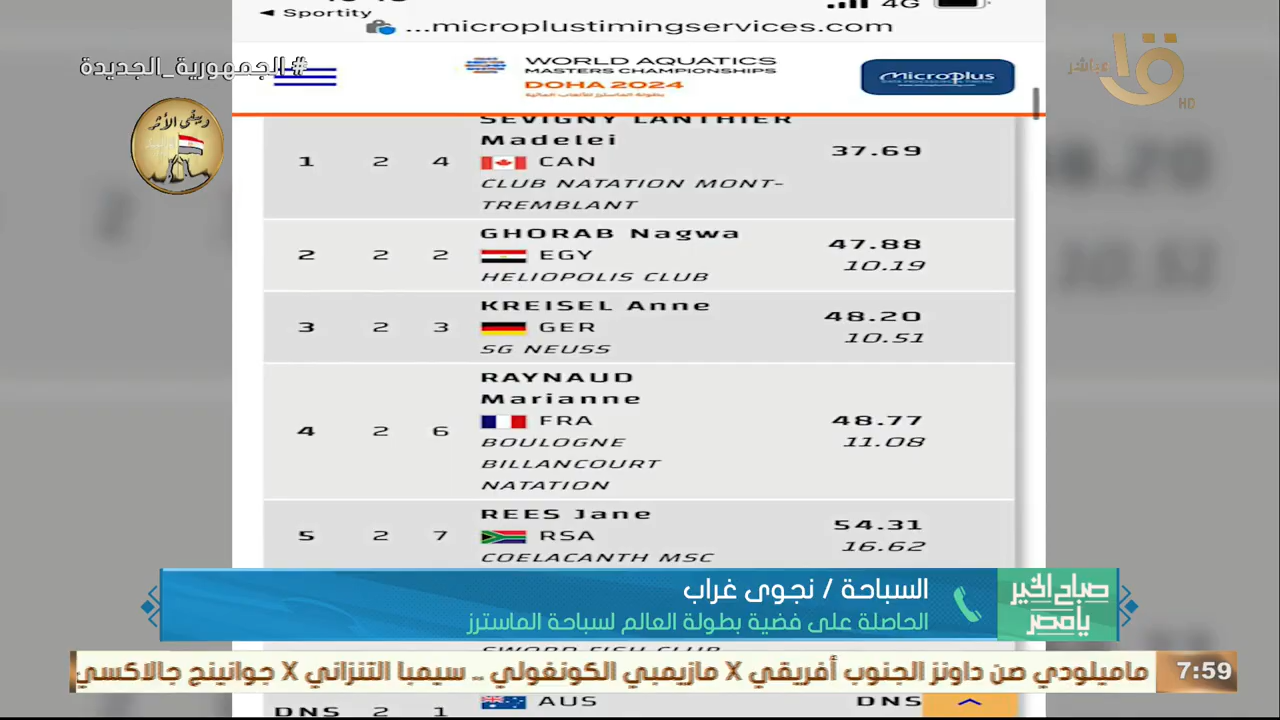 Sportity
4G
...microplustimingservices.com
#الجمهورية_الجديدة
WORLD AQUATICS
MASTERS CHAMPIONSHIPS
DOHA 2024
Microplus
مباشر
HD
SEVIGNY LANTHIER
Madelei
1 2 4 CAN 37.69
CLUB NATATION MONT-
TREMBLANT
GHORAB Nagwa
2 2 2 EGY 47.88
10.19
HELIOPOLIS CLUB
KREISEL Anne
3 2 3 GER 48.20
10.51
SG NEUSS
RAYNAUD
Marianne
4 2 6 FRA 48.77
11.08
BOULOGNE
BILLANCOURT
NATATION
REES Jane
5 2 7 RSA 54.31
16.62
COELACANTH MSC
صباح الخير
يا مصر
السباحة / نجوى غراب
الحاصلة على فضية بطولة العالم لسباحة الماسترز
7:59
ماميلودي صن داونز الجنوب أفريقي X مازيمبي الكونغولي .. سيمبا التنزاني X جوانينج جالاكسي
DNS 2 1 AUS DNS